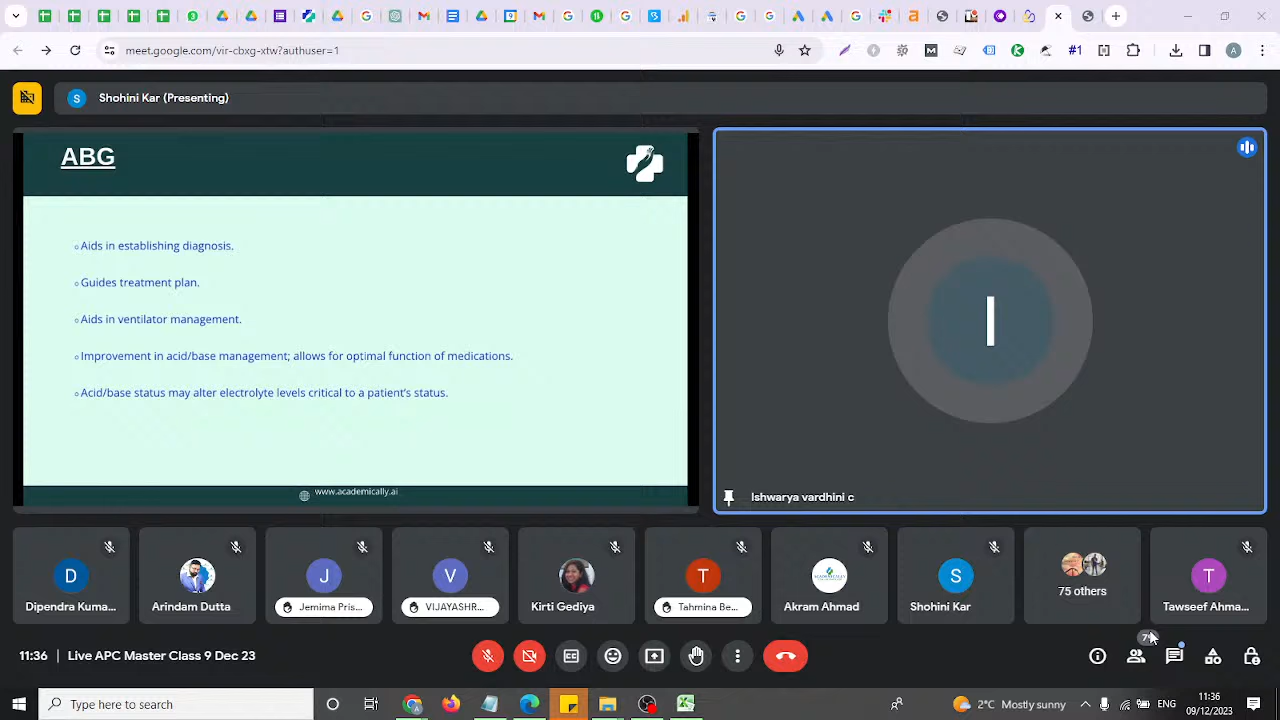 meet.google.com/vir-cbxg-xtw?authuser=1
S
Shohini Kar (Presenting)
ABG
Aids in establishing diagnosis.
Guides treatment plan.
Aids in ventilator management.
Improvement in acid/base management; allows for optimal function of medications.
Acid/base status may alter electrolyte levels critical to a patient's status.
www.academically.ai
I
Ishwarya vardhini c
D
Dipendra Kuma...
Arindam Dutta
J
Jemima Pris...
V
VIJAYASHR...
Kirti Gediya
T
Tahmina Be...
Akram Ahmad
S
Shohini Kar
75 others
T
Tawseef Ahma...
11:36 | Live APC Master Class 9 Dec 23
Type here to search
2°C Mostly sunny
ENG
11:36
09/12/2023